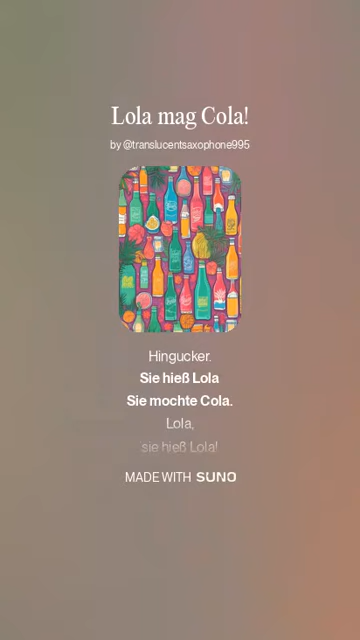 Lola mag Cola!
by @translucentsaxophone995
Hingucker.
Sie hieß Lola
Sie mochte Cola.
Lola,
sie hieß Lola!
MADE WITH SUNO